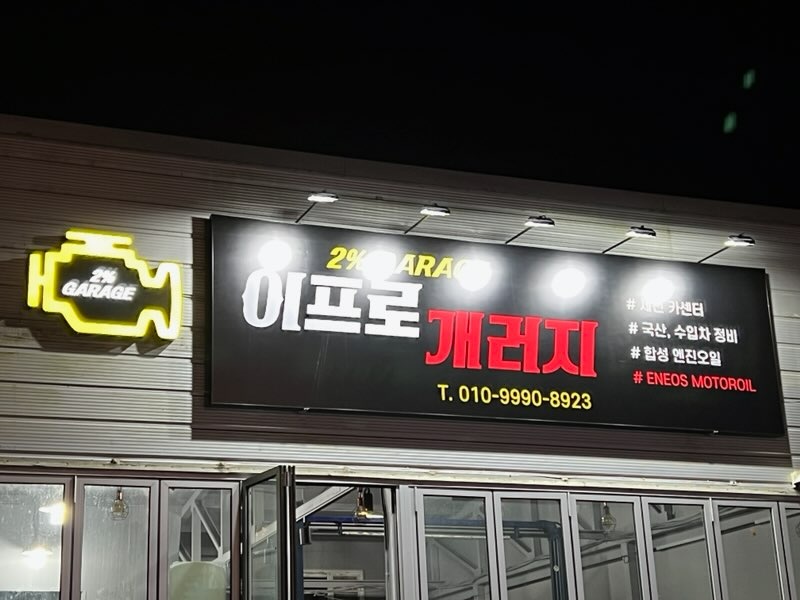 2%
GARAGE
2% GARAGE
이프로
개러지
T. 010-9990-8923
# 카센터
# 국산, 수입차 정비
# 합성 엔진오일
# ENEOS MOTOROIL